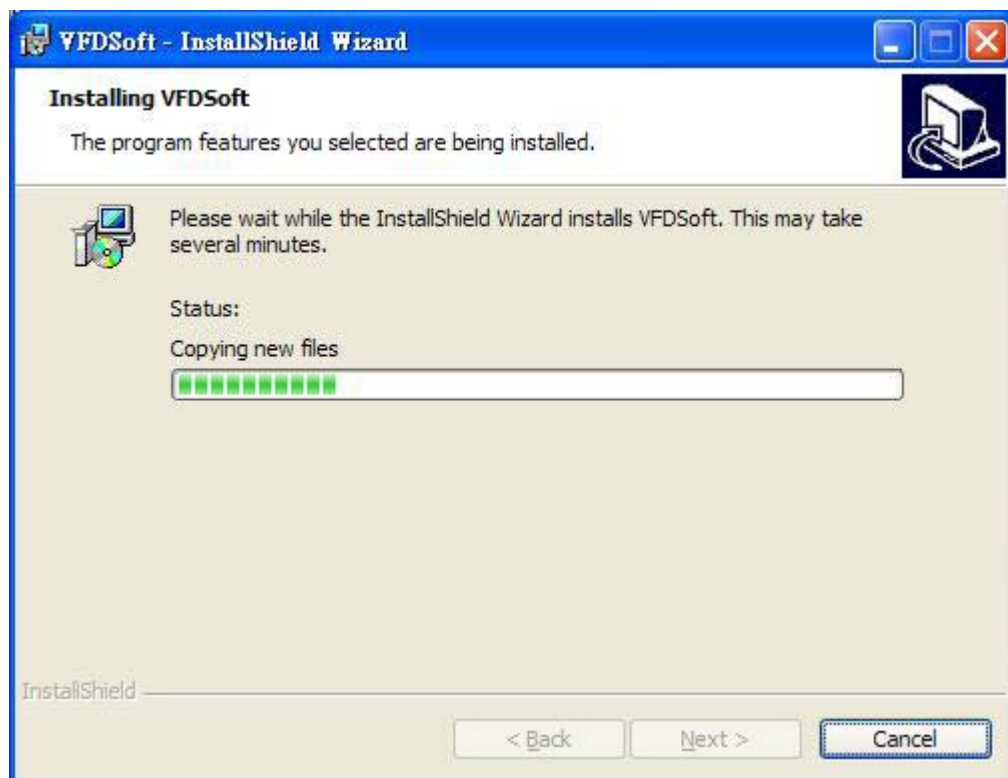 VFDSoft - InstallShield Wizard
Installing VFDSoft
The program features you selected are being installed.
Please wait while the InstallShield Wizard installs VFDSoft. This may take
several minutes.
Status:
Copying new files
InstallShield
< Back
Next >
Cancel